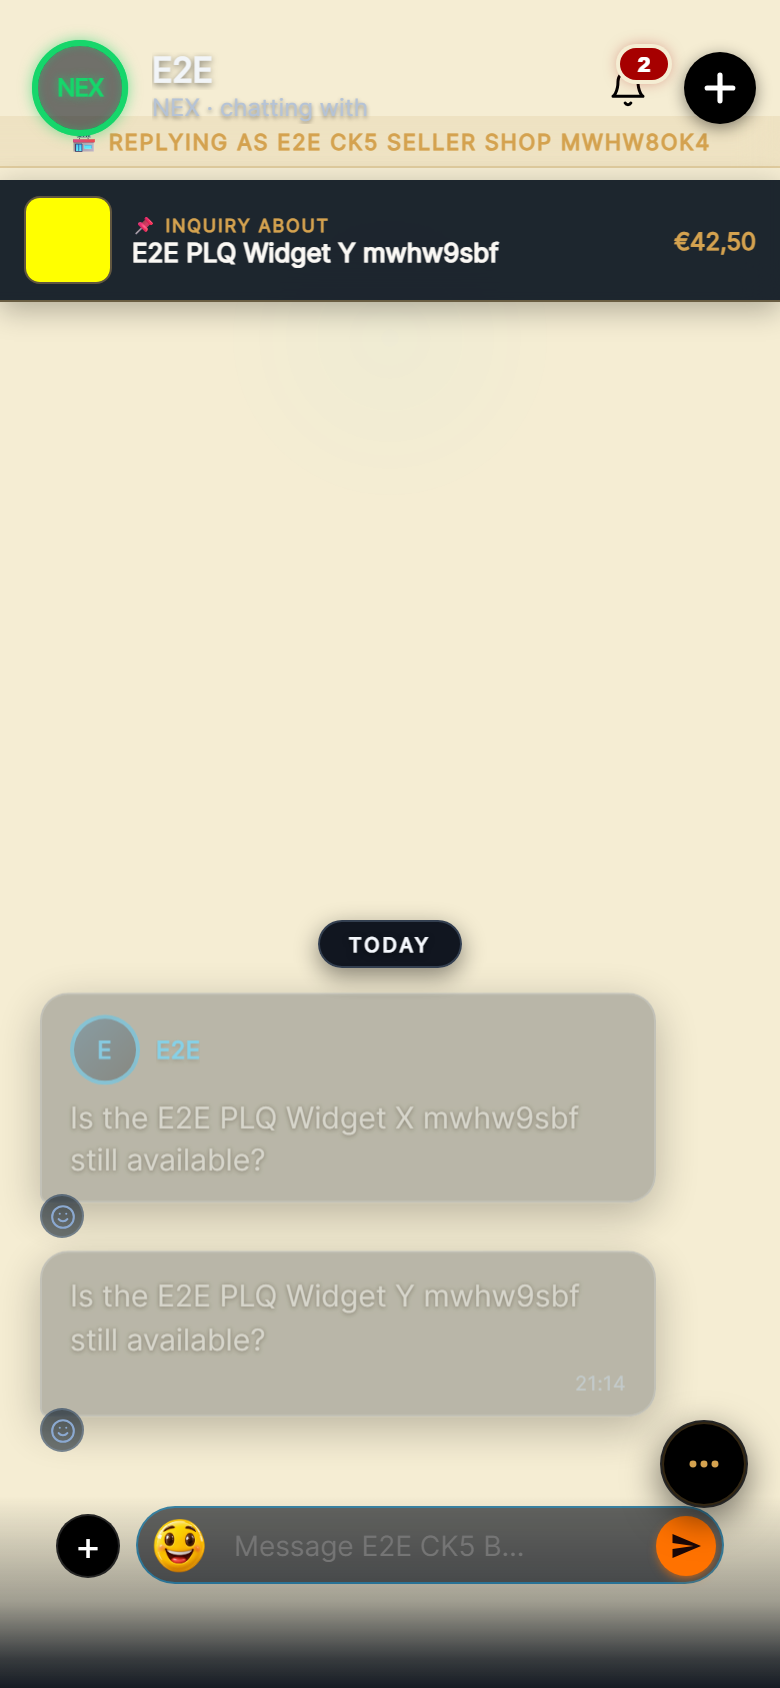 NEX
E2E
NEX · chatting with
2
REPLYING AS E2E CK5 SELLER SHOP MWHW8OK4
INQUIRY ABOUT
E2E PLQ Widget Y mwhw9sbf
€42,50
TODAY
E
E2E
Is the E2E PLQ Widget X mwhw9sbf
still available?
Is the E2E PLQ Widget Y mwhw9sbf
still available?
21:14
Message E2E CK5 B...